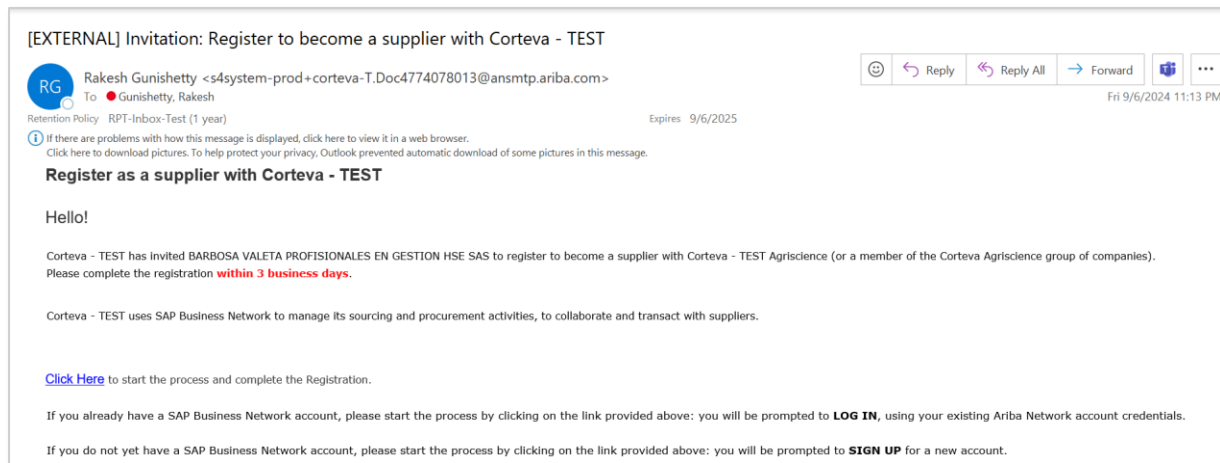 [EXTERNAL] Invitation: Register to become a supplier with Corteva - TEST
RG
Rakesh Gunishetty <s4system-prod+corteva-T.Doc4774078013@ansmtp.ariba.com>
To Gunishetty, Rakesh
Reply Reply All Forward
Fri 9/6/2024 11:13 PM
Retention Policy RPT-Inbox-Test (1 year) Expires 9/6/2025
If there are problems with how this message is displayed, click here to view it in a web browser.
Click here to download pictures. To help protect your privacy, Outlook prevented automatic download of some pictures in this message.
Register as a supplier with Corteva - TEST
Hello!
Corteva - TEST has invited BARBOSA VALETA PROFISIONALES EN GESTION HSE SAS to register to become a supplier with Corteva - TEST Agriscience (or a member of the Corteva Agriscience group of companies).
Please complete the registration within 3 business days.
Corteva - TEST uses SAP Business Network to manage its sourcing and procurement activities, to collaborate and transact with suppliers.
Click Here to start the process and complete the Registration.
If you already have a SAP Business Network account, please start the process by clicking on the link provided above: you will be prompted to LOG IN, using your existing Ariba Network account credentials.
If you do not yet have a SAP Business Network account, please start the process by clicking on the link provided above: you will be prompted to SIGN UP for a new account.